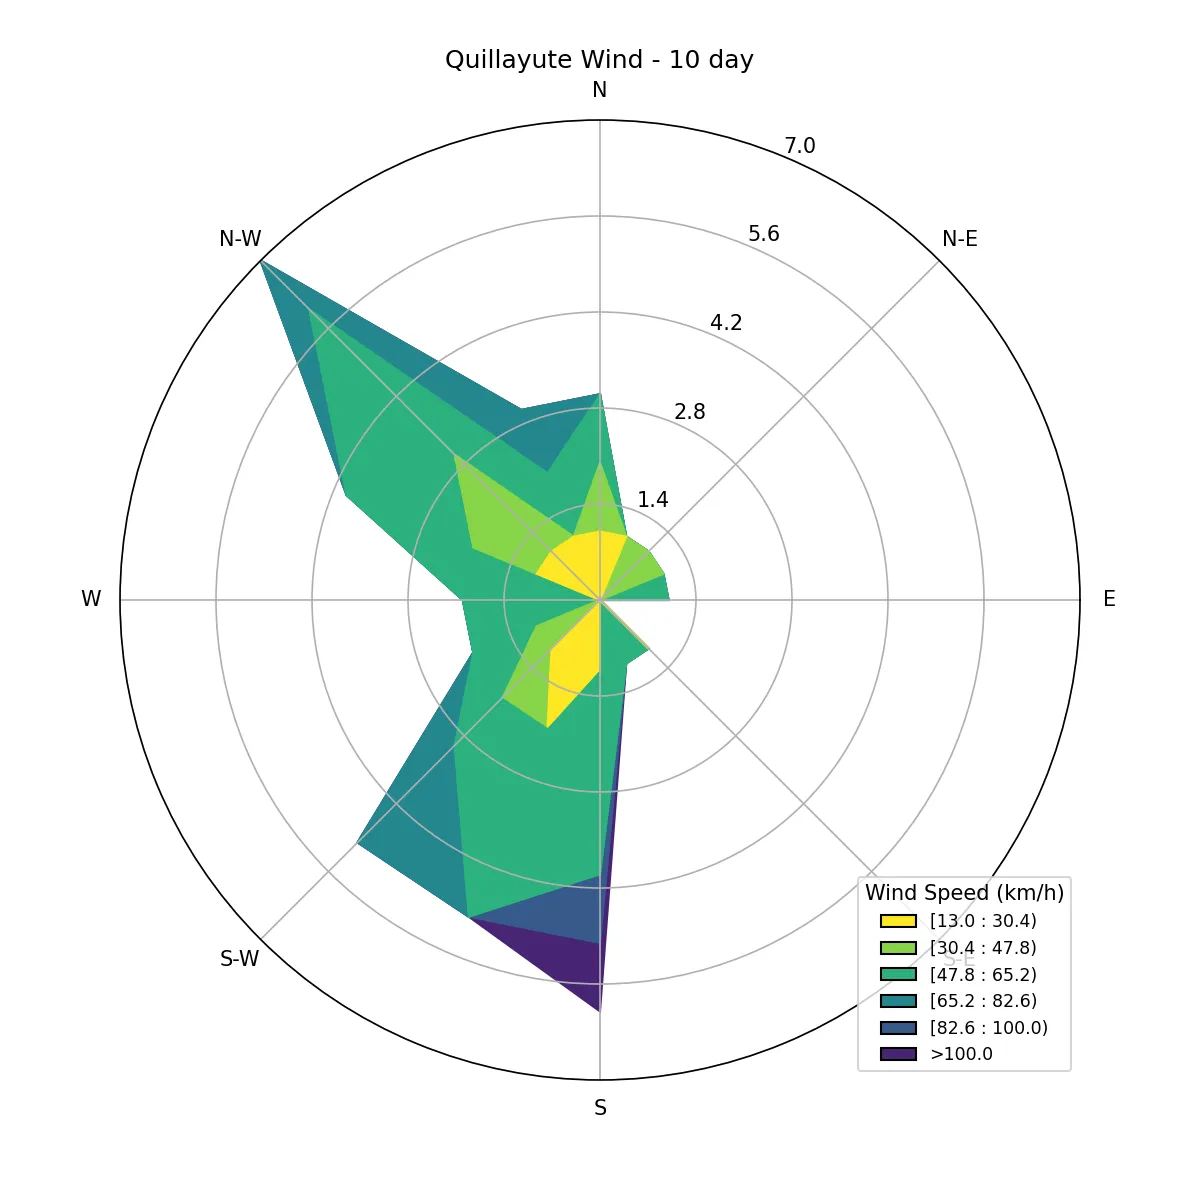 Quillayute Wind - 10 day
N
7.0
N-W
5.6
N-E
4.2
2.8
1.4
W
E
S-W
S-E
S
Wind Speed (km/h)
[13.0 : 30.4)
[30.4 : 47.8)
[47.8 : 65.2)
[65.2 : 82.6)
[82.6 : 100.0)
>100.0